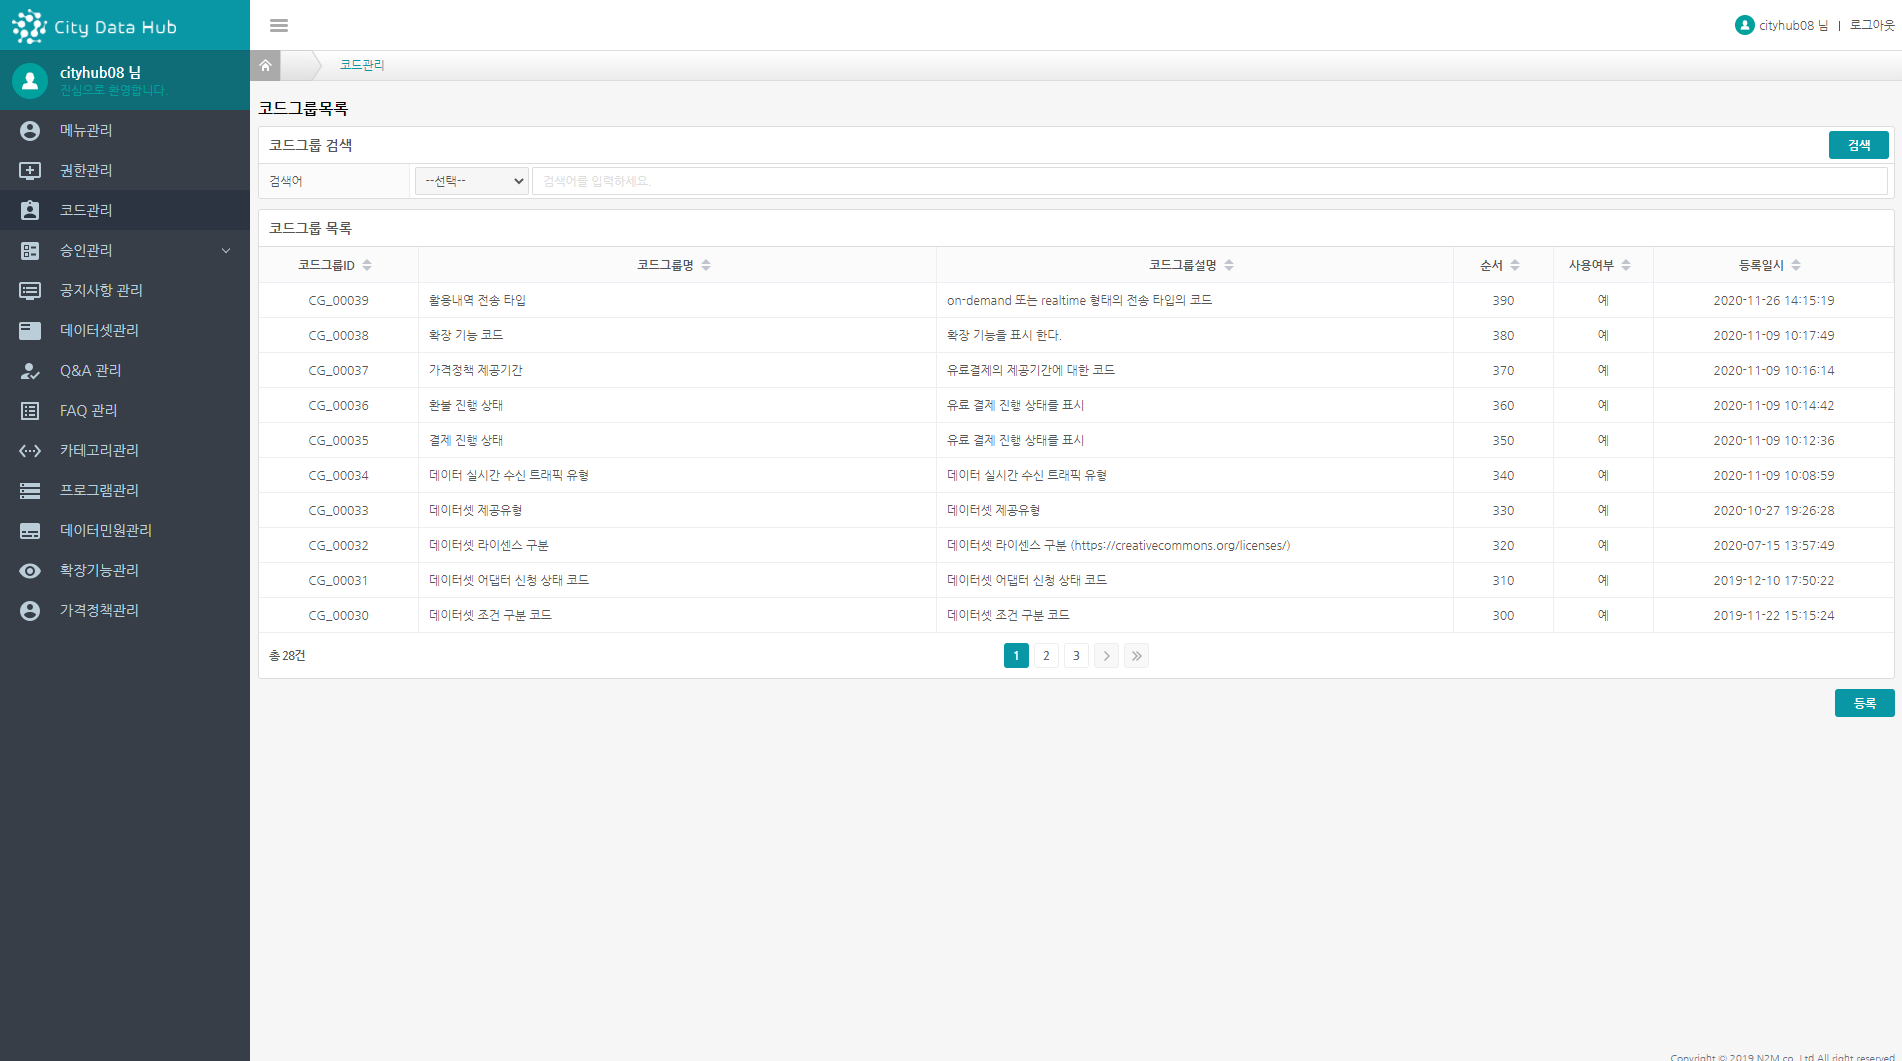 City Data Hub
cityhub08 님 | 로그아웃
cityhub08 님
진심으로 환영합니다.
메뉴관리
권한관리
코드관리
승인관리
공지사항 관리
데이터셋관리
Q&A 관리
FAQ 관리
카테고리관리
프로그램관리
데이터민원관리
확장기능관리
가격정책관리
코드관리
코드그룹목록
코드그룹 검색 검색
검색어 --선택-- 검색어를 입력하세요.
코드그룹 목록
코드그룹ID 코드그룹명 코드그룹설명 순서 사용여부 등록일시
CG_00039 활용내역 전송 타입 on-demand 또는 realtime 형태의 전송 타입의 코드 390 예 2020-11-26 14:15:19
CG_00038 확장 기능 코드 확장 기능을 표시 한다. 380 예 2020-11-09 10:17:49
CG_00037 가격정책 제공기간 유료결제의 제공기간에 대한 코드 370 예 2020-11-09 10:16:14
CG_00036 환불 진행 상태 유료 결제 진행 상태를 표시 360 예 2020-11-09 10:14:42
CG_00035 결제 진행 상태 유료 결제 진행 상태를 표시 350 예 2020-11-09 10:12:36
CG_00034 데이터 실시간 수신 트래픽 유형 데이터 실시간 수신 트래픽 유형 340 예 2020-11-09 10:08:59
CG_00033 데이터셋 제공유형 데이터셋 제공유형 330 예 2020-10-27 19:26:28
CG_00032 데이터셋 라이센스 구분 데이터셋 라이센스 구분 (https://creativecommons.org/licenses/) 320 예 2020-07-15 13:57:49
CG_00031 데이터셋 어댑터 신청 상태 코드 데이터셋 어댑터 신청 상태 코드 310 예 2019-12-10 17:50:22
CG_00030 데이터셋 조건 구분 코드 데이터셋 조건 구분 코드 300 예 2019-11-22 15:15:24
총 28건 1 2 3
등록
Copyright © 2019 N2M co. Ltd All right reserved